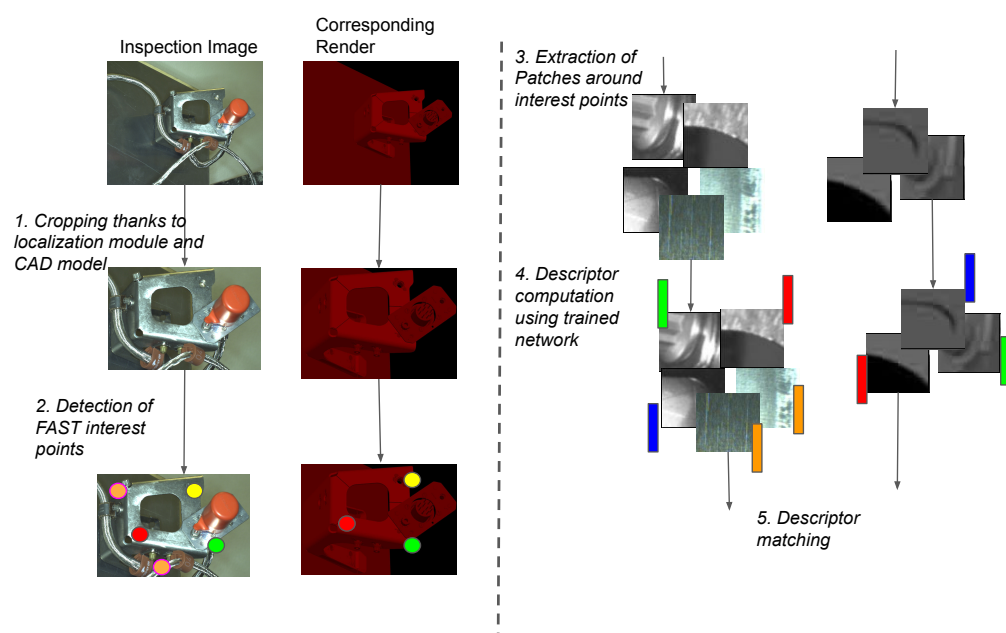 Inspection Image
Corresponding
Render
1. Cropping thanks to
localization module and
CAD model
2. Detection of
FAST interest
points
3. Extraction of
Patches around
interest points
4. Descriptor
computation
using trained
network
5. Descriptor
matching